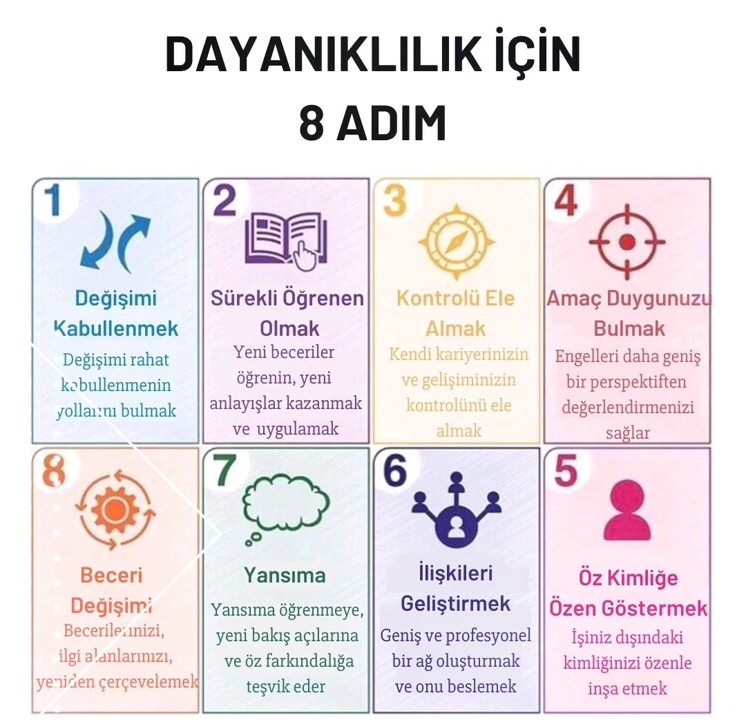 DAYANIKLILIK İÇİN
8 ADIM
1
Değişimi
Kabullenmek
Değişimi rahat
kabullenmenin
yollarını bulmak
2
Sürekli Öğrenen
Olmak
Yeni beceriler
öğrenin, yeni
anlayışlar kazanmak
ve uygulamak
3
Kontrolü Ele
Almak
Kendi kariyerinizin
ve gelişiminizin
kontrolünü ele
almak
4
Amaç Duygunuzu
Bulmak
Engelleri daha geniş
bir perspektiften
değerlendirmenizi
sağlar
8
Beceri
Değişimi
Becerilerinizi,
ilgi alanlarınızı,
yeniden çerçevelemek
7
Yansıma
Yansıma öğrenmeye,
yeni bakış açılarına
ve öz farkındalığa
teşvik eder
6
İlişkileri
Geliştirmek
Geniş ve profesyonel
bir ağ oluşturmak
ve onu beslemek
5
Öz Kimliğe
Özen Göstermek
İşiniz dışındaki
kimliğinizi özenle
inşa etmek